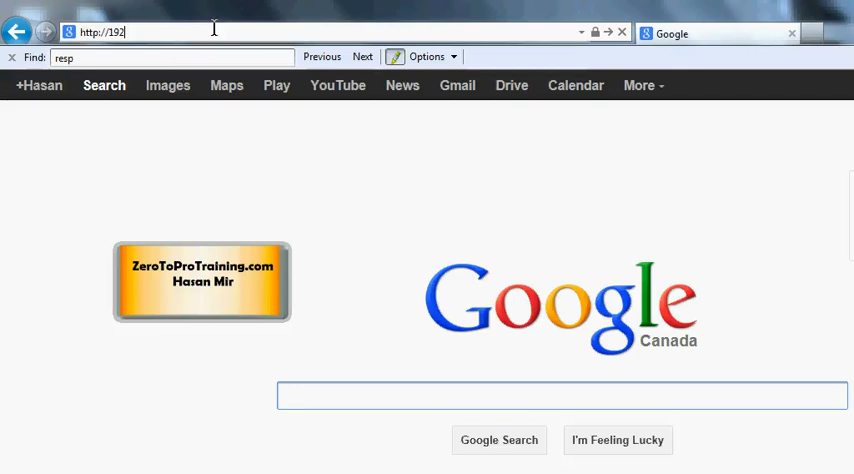 http://192
Google
Find: resp Previous Next Options
+Hasan Search Images Maps Play YouTube News Gmail Drive Calendar More
ZeroToProTraining.com
Hasan Mir
Google
Canada
Google Search I'm Feeling Lucky